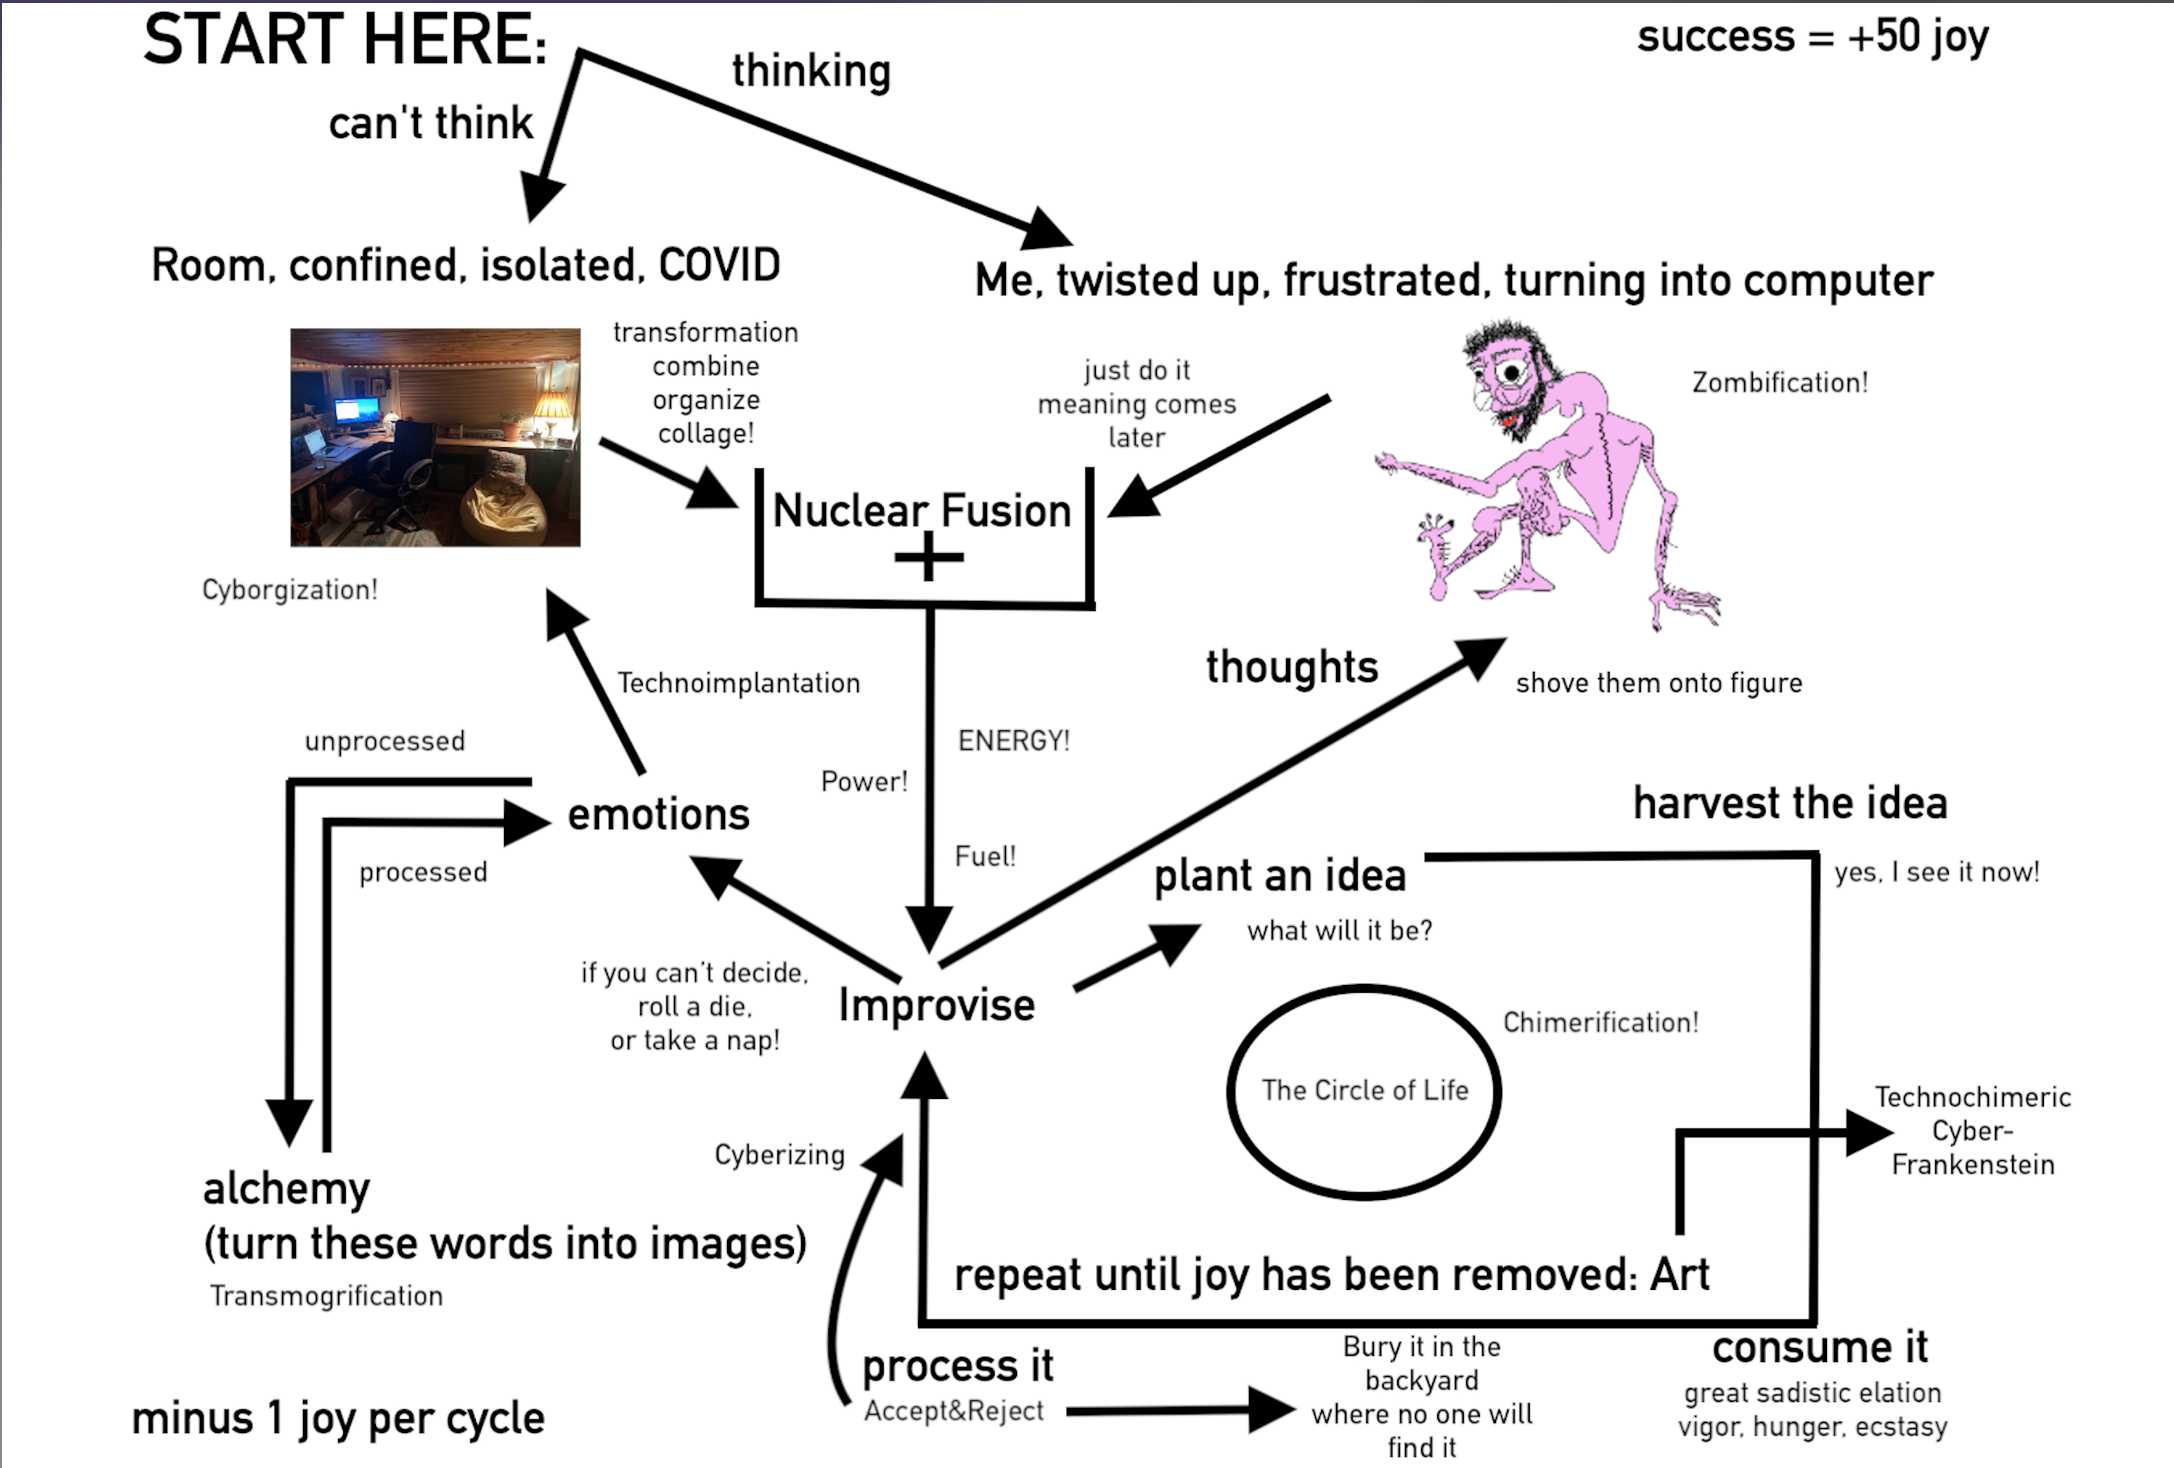 START HERE:
success = +50 joy
thinking
can't think
Room, confined, isolated, COVID
Me, twisted up, frustrated, turning into computer
transformation
combine
organize
collage!
just do it
meaning comes
later
Zombification!
Nuclear Fusion
+
Cyborgization!
Technoimplantation
thoughts
shove them onto figure
unprocessed
ENERGY!
Power!
emotions
processed
Fuel!
harvest the idea
yes, I see it now!
plant an idea
what will it be?
if you can't decide,
roll a die,
or take a nap!
Improvise
Chimerification!
The Circle of Life
Technochimeric
Cyber-
Frankenstein
Cyberizing
alchemy
(turn these words into images)
Transmogrification
repeat until joy has been removed: Art
process it
Accept&Reject
Bury it in the
backyard
where no one will
find it
consume it
great sadistic elation
vigor, hunger, ecstasy
minus 1 joy per cycle